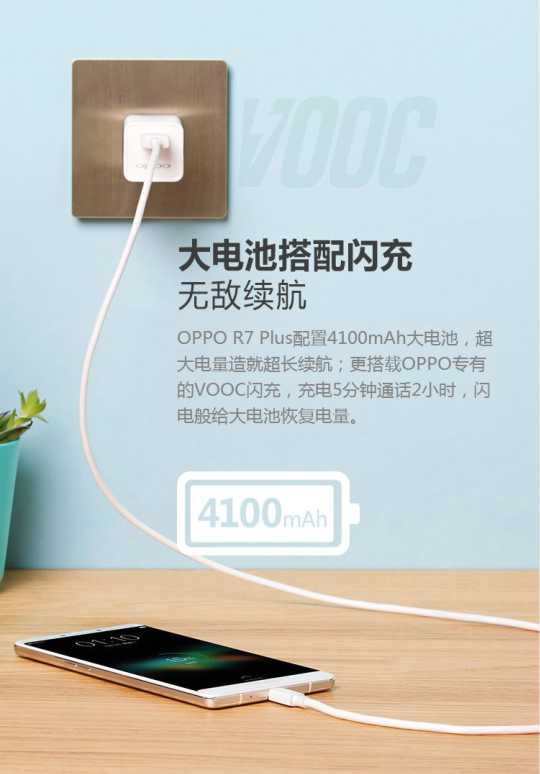 VOOC
oppo
大电池搭配闪充
无敌续航
OPPO R7 Plus配置4100mAh大电池，超
大电量造就超长续航；更搭载OPPO专有
的VOOC闪充，充电5分钟通话2小时，闪
电般给大电池恢复电量。
4100mAh
01:10